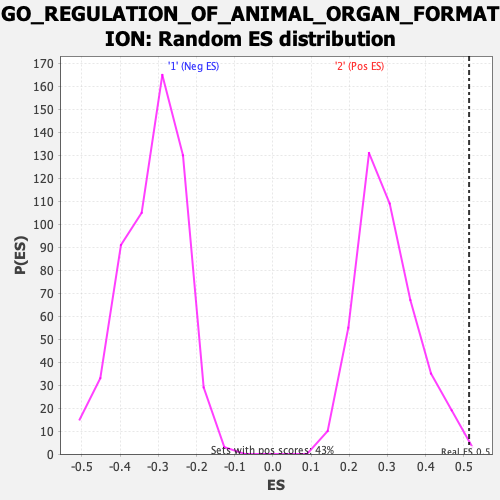 GO_REGULATION_OF_ANIMAL_ORGAN_FORMAT
ION: Random ES distribution
'1' (Neg ES)
'2' (Pos ES)
170
160
150
140
130
120
110
100
90
80
70
60
50
40
30
20
10
0
P(ES)
Sets with pos scores: 43%
Real ES 0.5
-0.5 -0.4 -0.3 -0.2 -0.1 0.0 0.1 0.2 0.3 0.4 0.5
ES